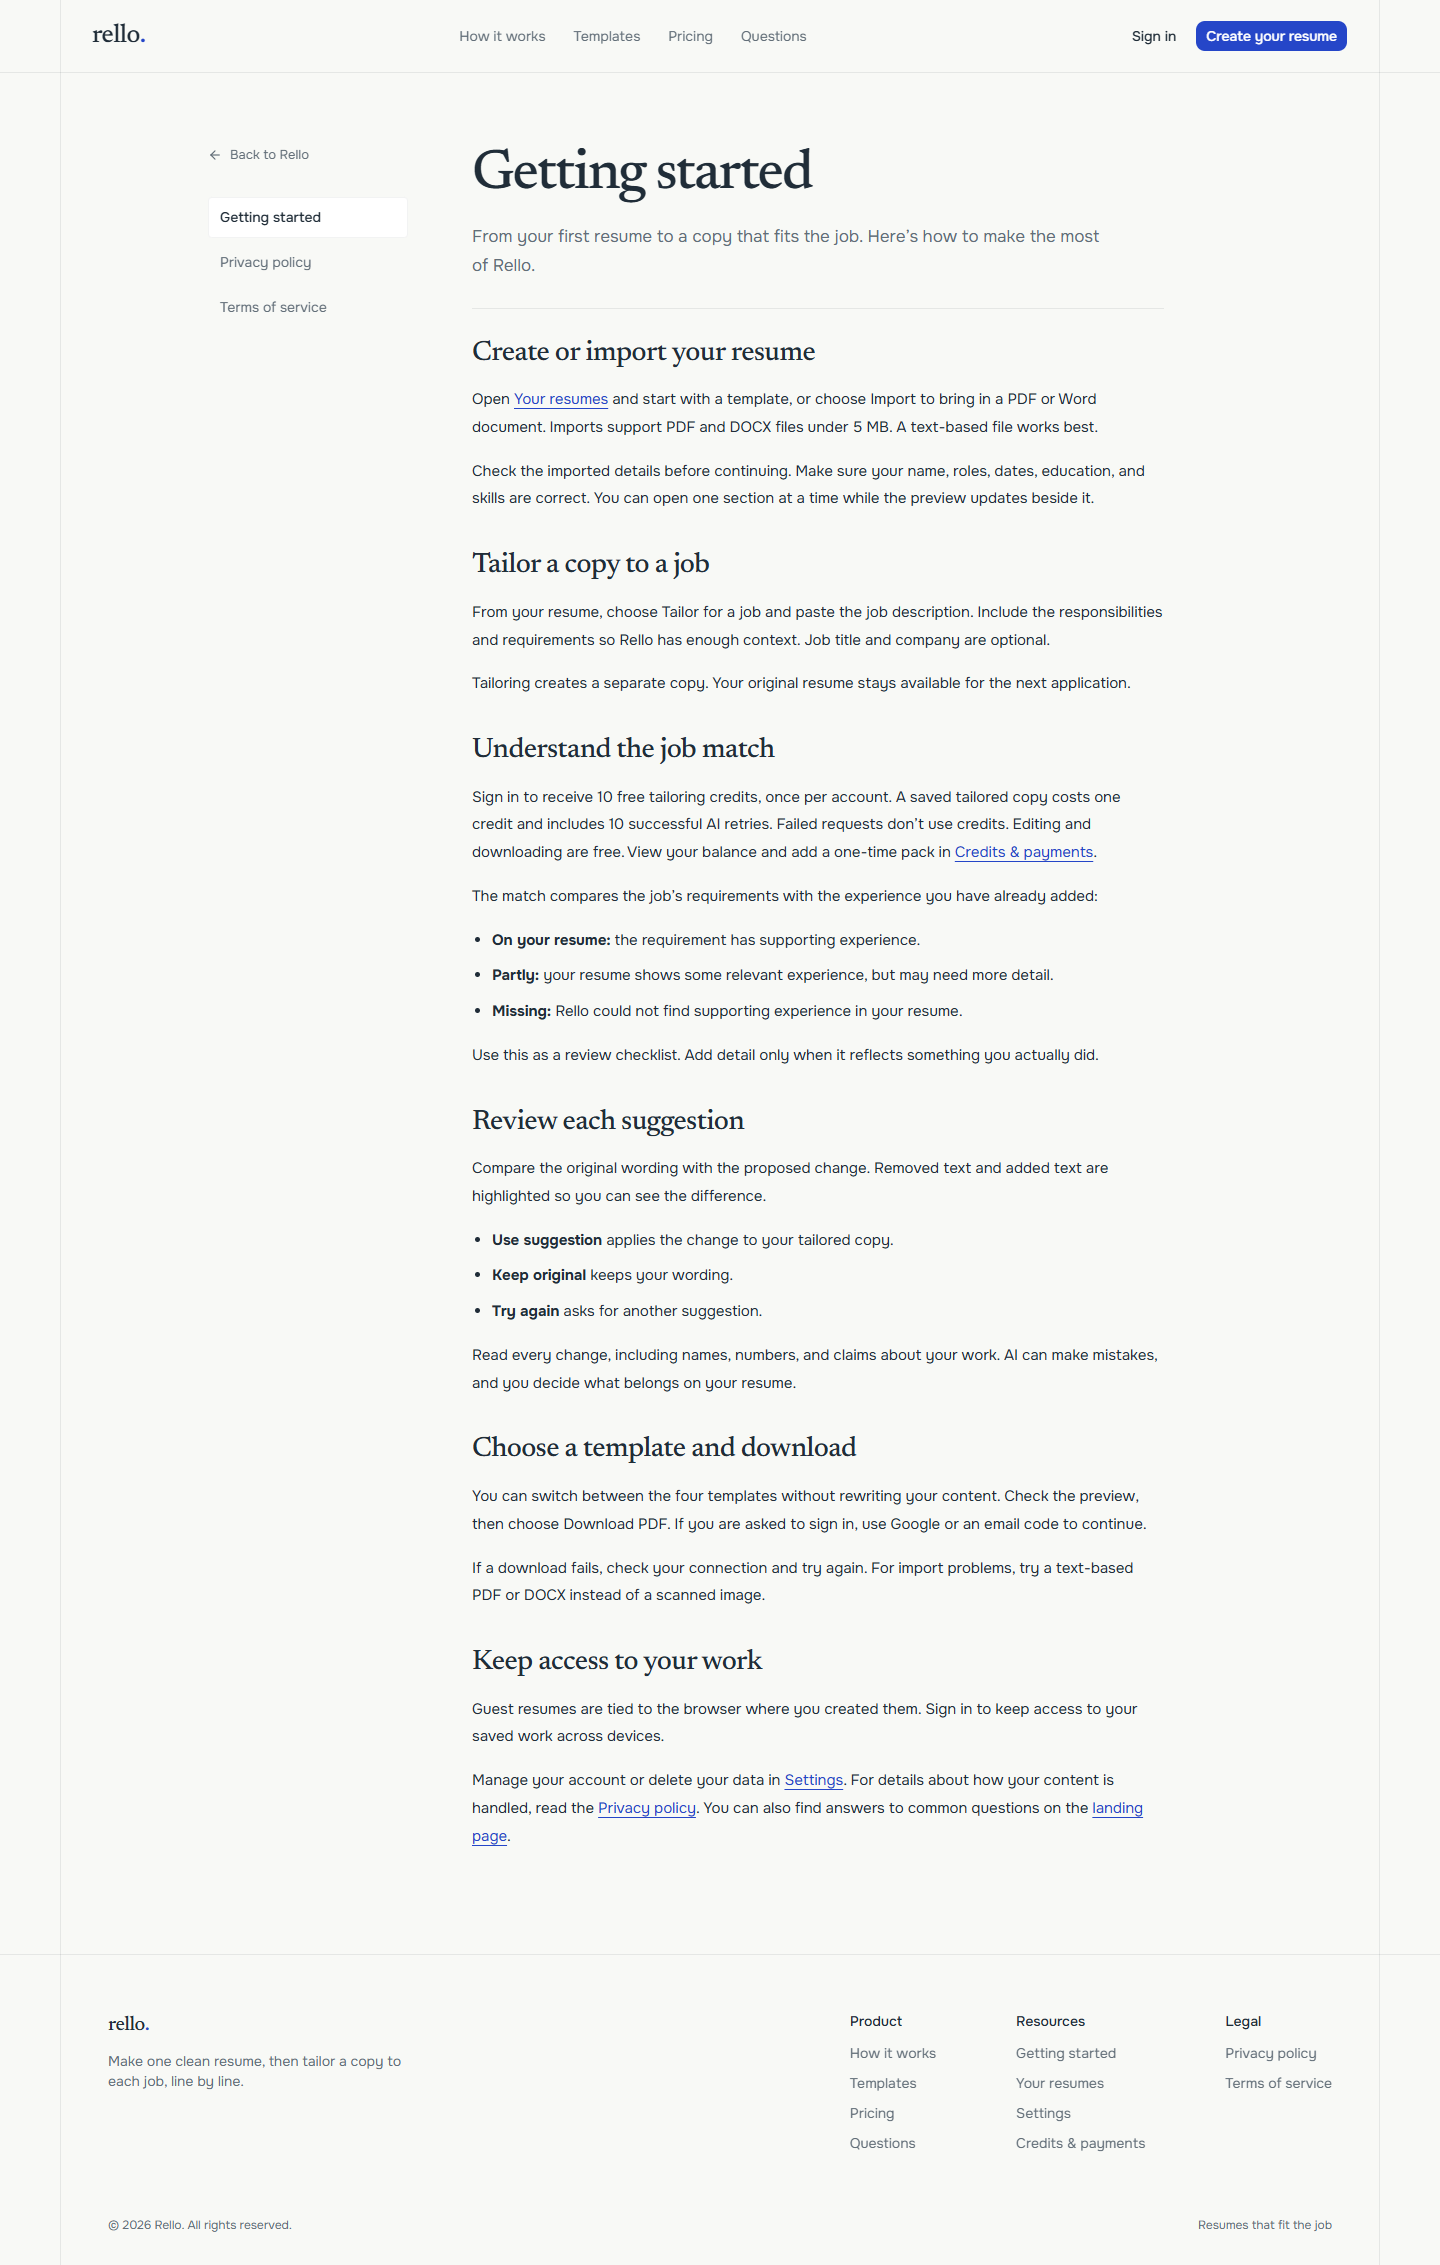 rello.
How it works Templates Pricing Questions
Sign in Create your resume
Back to Rello
Getting started
Privacy policy
Terms of service
Getting started
From your first resume to a copy that fits the job. Here’s how to make the most
of Rello.
Create or import your resume
Open Your resumes and start with a template, or choose Import to bring in a PDF or Word
document. Imports support PDF and DOCX files under 5 MB. A text-based file works best.
Check the imported details before continuing. Make sure your name, roles, dates, education, and
skills are correct. You can open one section at a time while the preview updates beside it.
Tailor a copy to a job
From your resume, choose Tailor for a job and paste the job description. Include the responsibilities
and requirements so Rello has enough context. Job title and company are optional.
Tailoring creates a separate copy. Your original resume stays available for the next application.
Understand the job match
Sign in to receive 10 free tailoring credits, once per account. A saved tailored copy costs one
credit and includes 10 successful AI retries. Failed requests don’t use credits. Editing and
downloading are free. View your balance and add a one-time pack in Credits & payments.
The match compares the job’s requirements with the experience you have already added:
• On your resume: the requirement has supporting experience.
• Partly: your resume shows some relevant experience, but may need more detail.
• Missing: Rello could not find supporting experience in your resume.
Use this as a review checklist. Add detail only when it reflects something you actually did.
Review each suggestion
Compare the original wording with the proposed change. Removed text and added text are
highlighted so you can see the difference.
• Use suggestion applies the change to your tailored copy.
• Keep original keeps your wording.
• Try again asks for another suggestion.
Read every change, including names, numbers, and claims about your work. AI can make mistakes,
and you decide what belongs on your resume.
Choose a template and download
You can switch between the four templates without rewriting your content. Check the preview,
then choose Download PDF. If you are asked to sign in, use Google or an email code to continue.
If a download fails, check your connection and try again. For import problems, try a text-based
PDF or DOCX instead of a scanned image.
Keep access to your work
Guest resumes are tied to the browser where you created them. Sign in to keep access to your
saved work across devices.
Manage your account or delete your data in Settings. For details about how your content is
handled, read the Privacy policy. You can also find answers to common questions on the landing
page.
rello.
Make one clean resume, then tailor a copy to
each job, line by line.
Product
How it works
Templates
Pricing
Questions
Resources
Getting started
Your resumes
Settings
Credits & payments
Legal
Privacy policy
Terms of service
© 2026 Rello. All rights reserved.
Resumes that fit the job